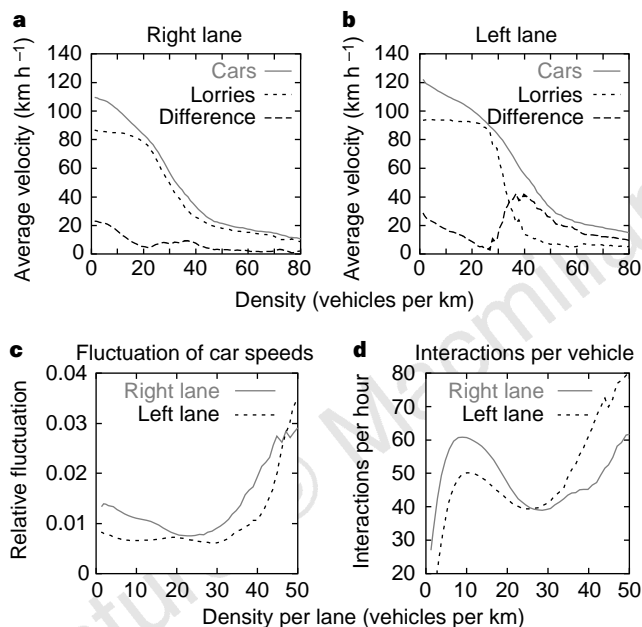 a Right lane
140
120
100
80
60
40
20
0
Average velocity (km h⁻¹)
Cars
Lorries
Difference
0 20 40 60 80
b Left lane
140
120
100
80
60
40
20
0
Average velocity (km h⁻¹)
Cars
Lorries
Difference
0 20 40 60 80
Density (vehicles per km)
c Fluctuation of car speeds
0.04
0.03
0.02
0.01
0
Relative fluctuation
Right lane
Left lane
0 10 20 30 40 50
d Interactions per vehicle
80
70
60
50
40
30
20
Interactions per hour
Right lane
Left lane
0 10 20 30 40 50
Density per lane (vehicles per km)